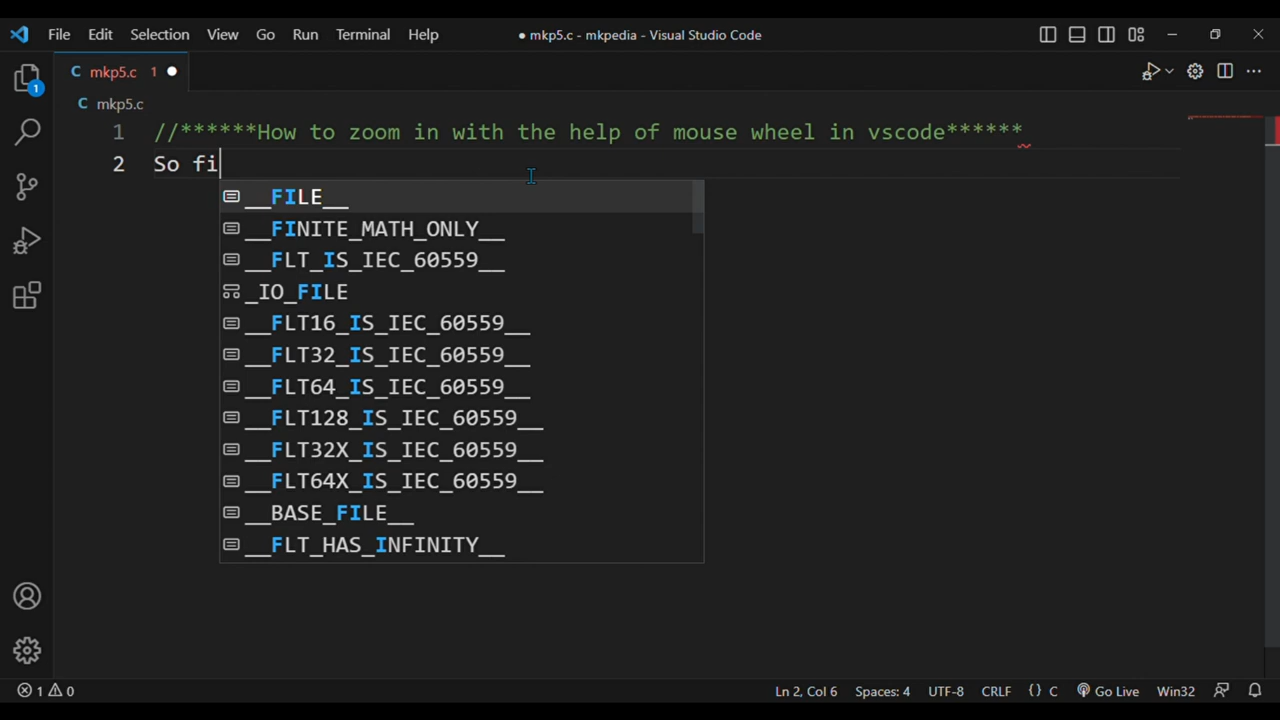 File Edit Selection View Go Run Terminal Help ● mkp5.c - mkpedia - Visual Studio Code
1
C mkp5.c 1 ●
C mkp5.c
1 //******How to zoom in with the help of mouse wheel in vscode******
2 So fi
__FILE__
__FINITE_MATH_ONLY__
__FLT_IS_IEC_60559__
_IO_FILE
__FLT16_IS_IEC_60559__
__FLT32_IS_IEC_60559__
__FLT64_IS_IEC_60559__
__FLT128_IS_IEC_60559__
__FLT32X_IS_IEC_60559__
__FLT64X_IS_IEC_60559__
__BASE_FILE__
__FLT_HAS_INFINITY__
1 0 Ln 2, Col 6 Spaces: 4 UTF-8 CRLF {} C Go Live Win32